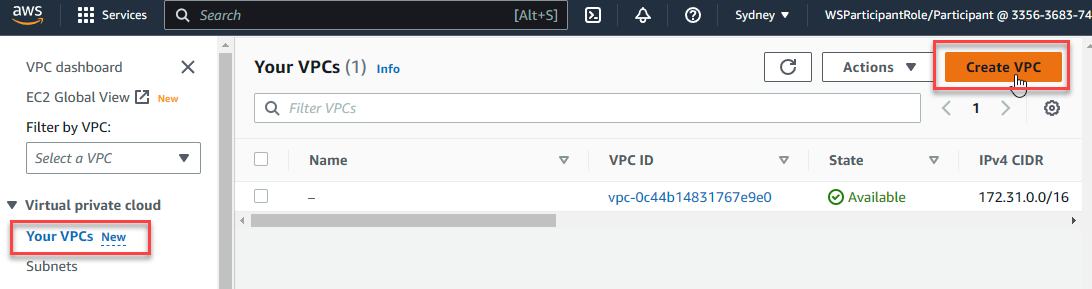 aws Services Search [Alt+S] Sydney WSParticipantRole/Participant @ 3356-3683-74
VPC dashboard
EC2 Global View New
Filter by VPC:
Select a VPC
Virtual private cloud
Your VPCs New
Subnets
Your VPCs (1) Info Actions Create VPC
Filter VPCs 1
Name VPC ID State IPv4 CIDR
– vpc-0c44b14831767e9e0 Available 172.31.0.0/16